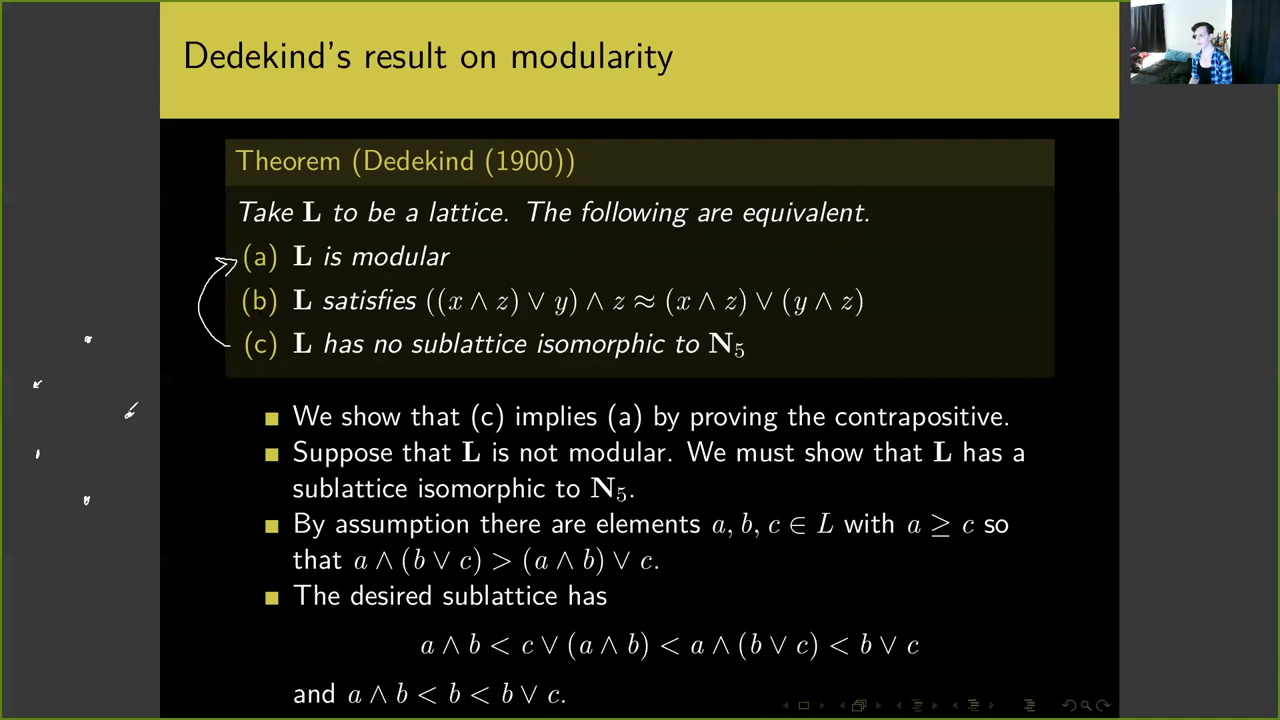 Dedekind's result on modularity
Theorem (Dedekind (1900))
Take L to be a lattice. The following are equivalent.
(a) L is modular
(b) L satisfies ((x ∧ z) ∨ y) ∧ z ≈ (x ∧ z) ∨ (y ∧ z)
(c) L has no sublattice isomorphic to N₅
We show that (c) implies (a) by proving the contrapositive.
Suppose that L is not modular. We must show that L has a
sublattice isomorphic to N₅.
By assumption there are elements a, b, c ∈ L with a ≥ c so
that a ∧ (b ∨ c) > (a ∧ b) ∨ c.
The desired sublattice has
a ∧ b < c ∨ (a ∧ b) < a ∧ (b ∨ c) < b ∨ c
and a ∧ b < b < b ∨ c.